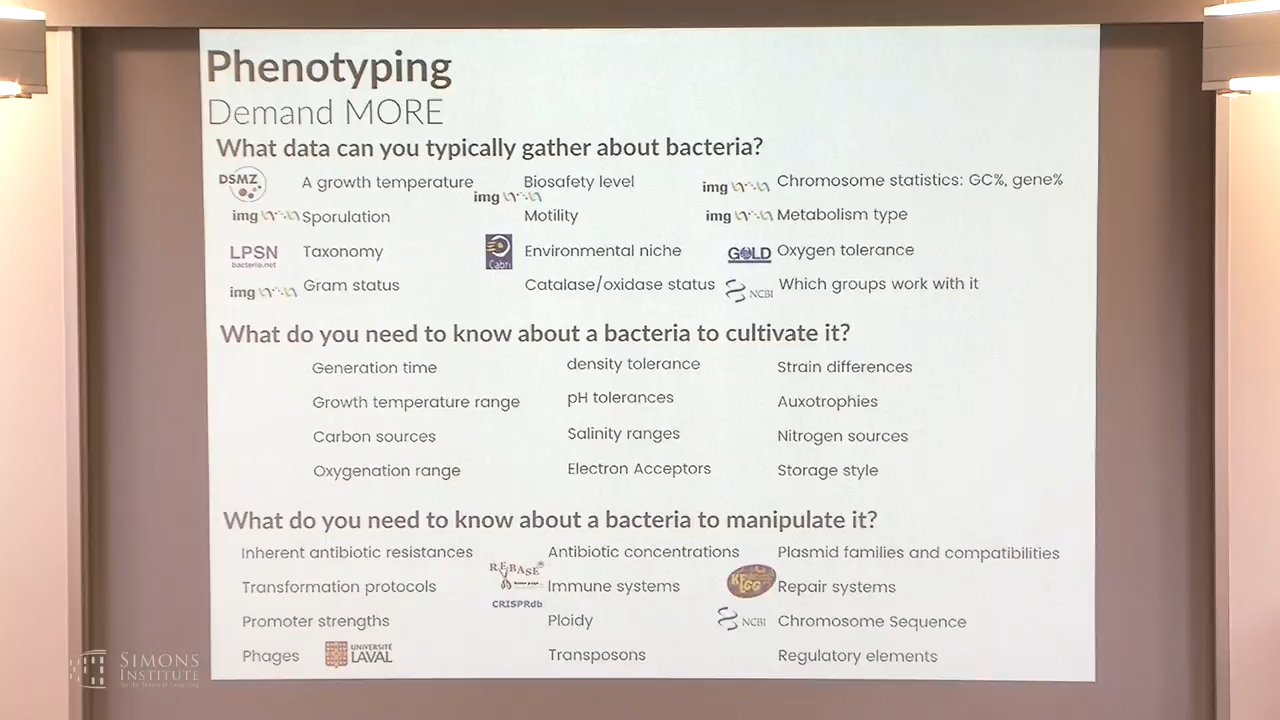 Phenotyping
Demand MORE
What data can you typically gather about bacteria?
DSMZ A growth temperature Biosafety level img Chromosome statistics: GC%, gene%
img Sporulation img Motility img Metabolism type
LPSN bacterio.net Taxonomy Cabri Environmental niche GOLD Oxygen tolerance
img Gram status Catalase/oxidase status NCBI Which groups work with it
What do you need to know about a bacteria to cultivate it?
Generation time density tolerance Strain differences
Growth temperature range pH tolerances Auxotrophies
Carbon sources Salinity ranges Nitrogen sources
Oxygenation range Electron Acceptors Storage style
What do you need to know about a bacteria to manipulate it?
Inherent antibiotic resistances Antibiotic concentrations Plasmid families and compatibilities
Transformation protocols REBASE Immune systems KEGG Repair systems
CRISPRdb
Promoter strengths Ploidy NCBI Chromosome Sequence
Phages UNIVERSITÉ LAVAL Transposons Regulatory elements
SIMONS
INSTITUTE